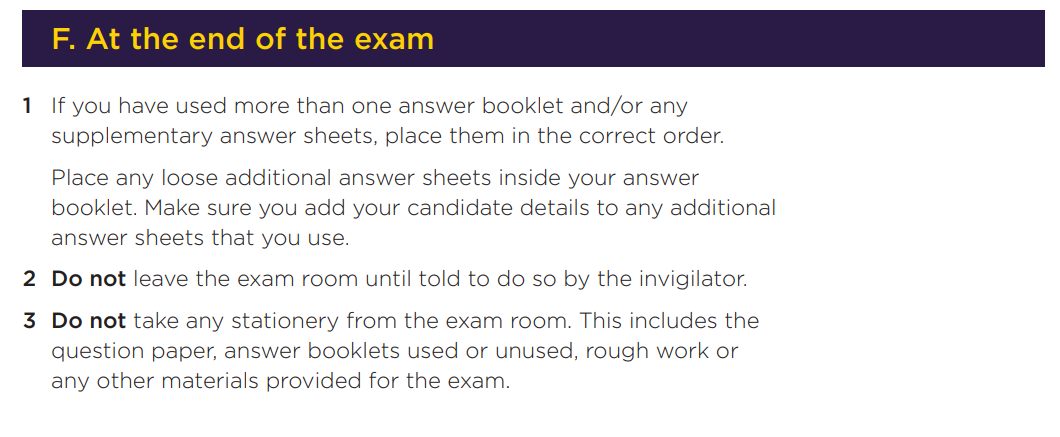 F. At the end of the exam
1 If you have used more than one answer booklet and/or any
supplementary answer sheets, place them in the correct order.
Place any loose additional answer sheets inside your answer
booklet. Make sure you add your candidate details to any additional
answer sheets that you use.
2 Do not leave the exam room until told to do so by the invigilator.
3 Do not take any stationery from the exam room. This includes the
question paper, answer booklets used or unused, rough work or
any other materials provided for the exam.